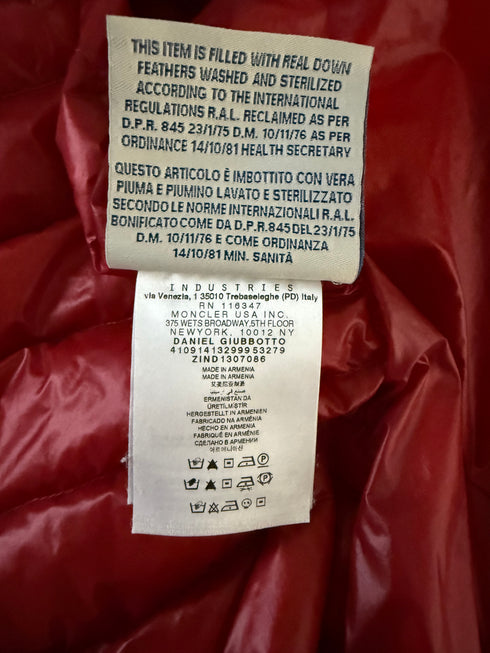 THIS ITEM IS FILLED WITH REAL DOWN
FEATHERS WASHED AND STERILIZED
ACCORDING TO THE INTERNATIONAL
REGULATIONS R.A.L. RECLAIMED AS PER
D.P.R. 845 23/1/75 D.M. 10/11/76 AS PER
ORDINANCE 14/10/81 HEALTH SECRETARY
QUESTO ARTICOLO È IMBOTTITO CON VERA
PIUMA E PIUMINO LAVATO E STERILIZZATO
SECONDO LE NORME INTERNAZIONALI R.A.L.
BONIFICATO COME DA D.P.R. 845 DEL 23/1/75
D.M. 10/11/76 E COME ORDINANZA
14/10/81 MIN. SANITÀ
INDUSTRIES
via Venezia, 1 35010 Trebaseleghe (PD) Italy
RN 116347
MONCLER USA INC.
375 WETS BROADWAY,5TH FLOOR
NEWYORK, 10012 NY
DANIEL GIUBBOTTO
41091413299953279
ZIND1307086
MADE IN ARMENIA
MADE IN ARMENIA
ERMENISTAN DA
ÜRETİLMİSTİR
HERGESTELLT IN ARMENIEN
FABRICADO NA ARMÉNIA
HECHO EN ARMENIA
FABRIQUÉ EN ARMÉNIE
СДЕЛАНО В АРМЕНИИ